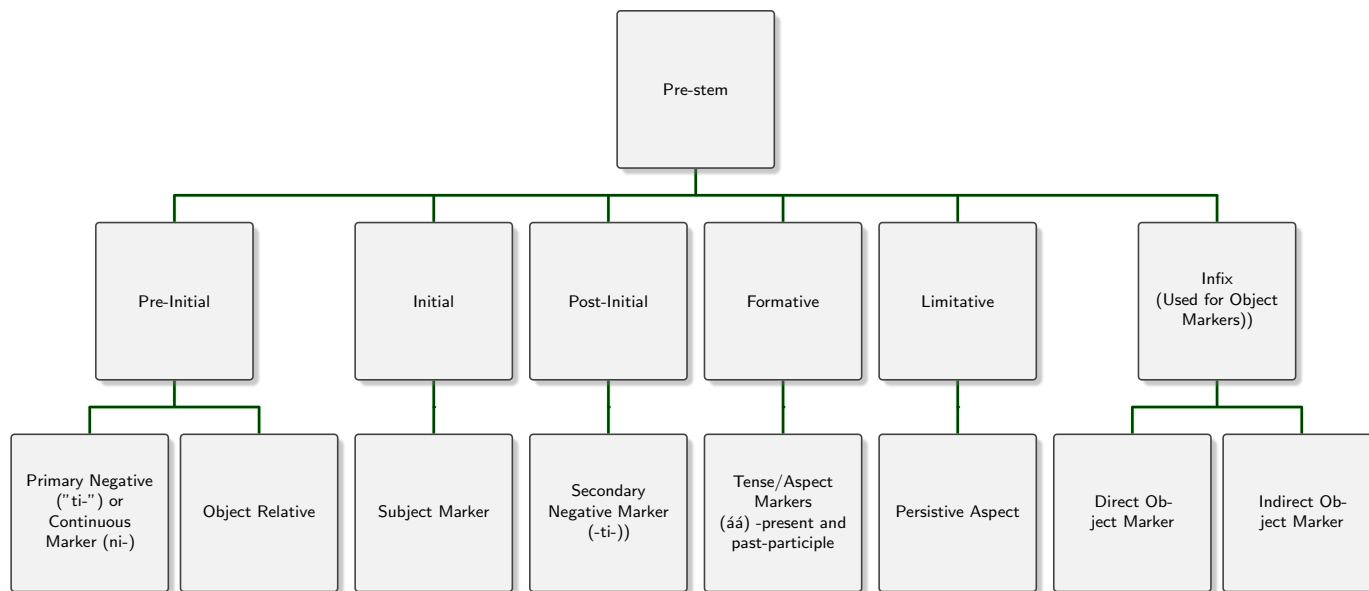 Pre-stem
Pre-Initial
Initial
Post-Initial
Formative
Limitative
Infix
(Used for Object
Markers))
Primary Negative
("ti-") or
Continuous
Marker (ni-)
Object Relative
Subject Marker
Secondary
Negative Marker
(-ti-))
Tense/Aspect
Markers
(áá) -present and
past-participle
Persistive Aspect
Direct Ob-
ject Marker
Indirect Ob-
ject Marker